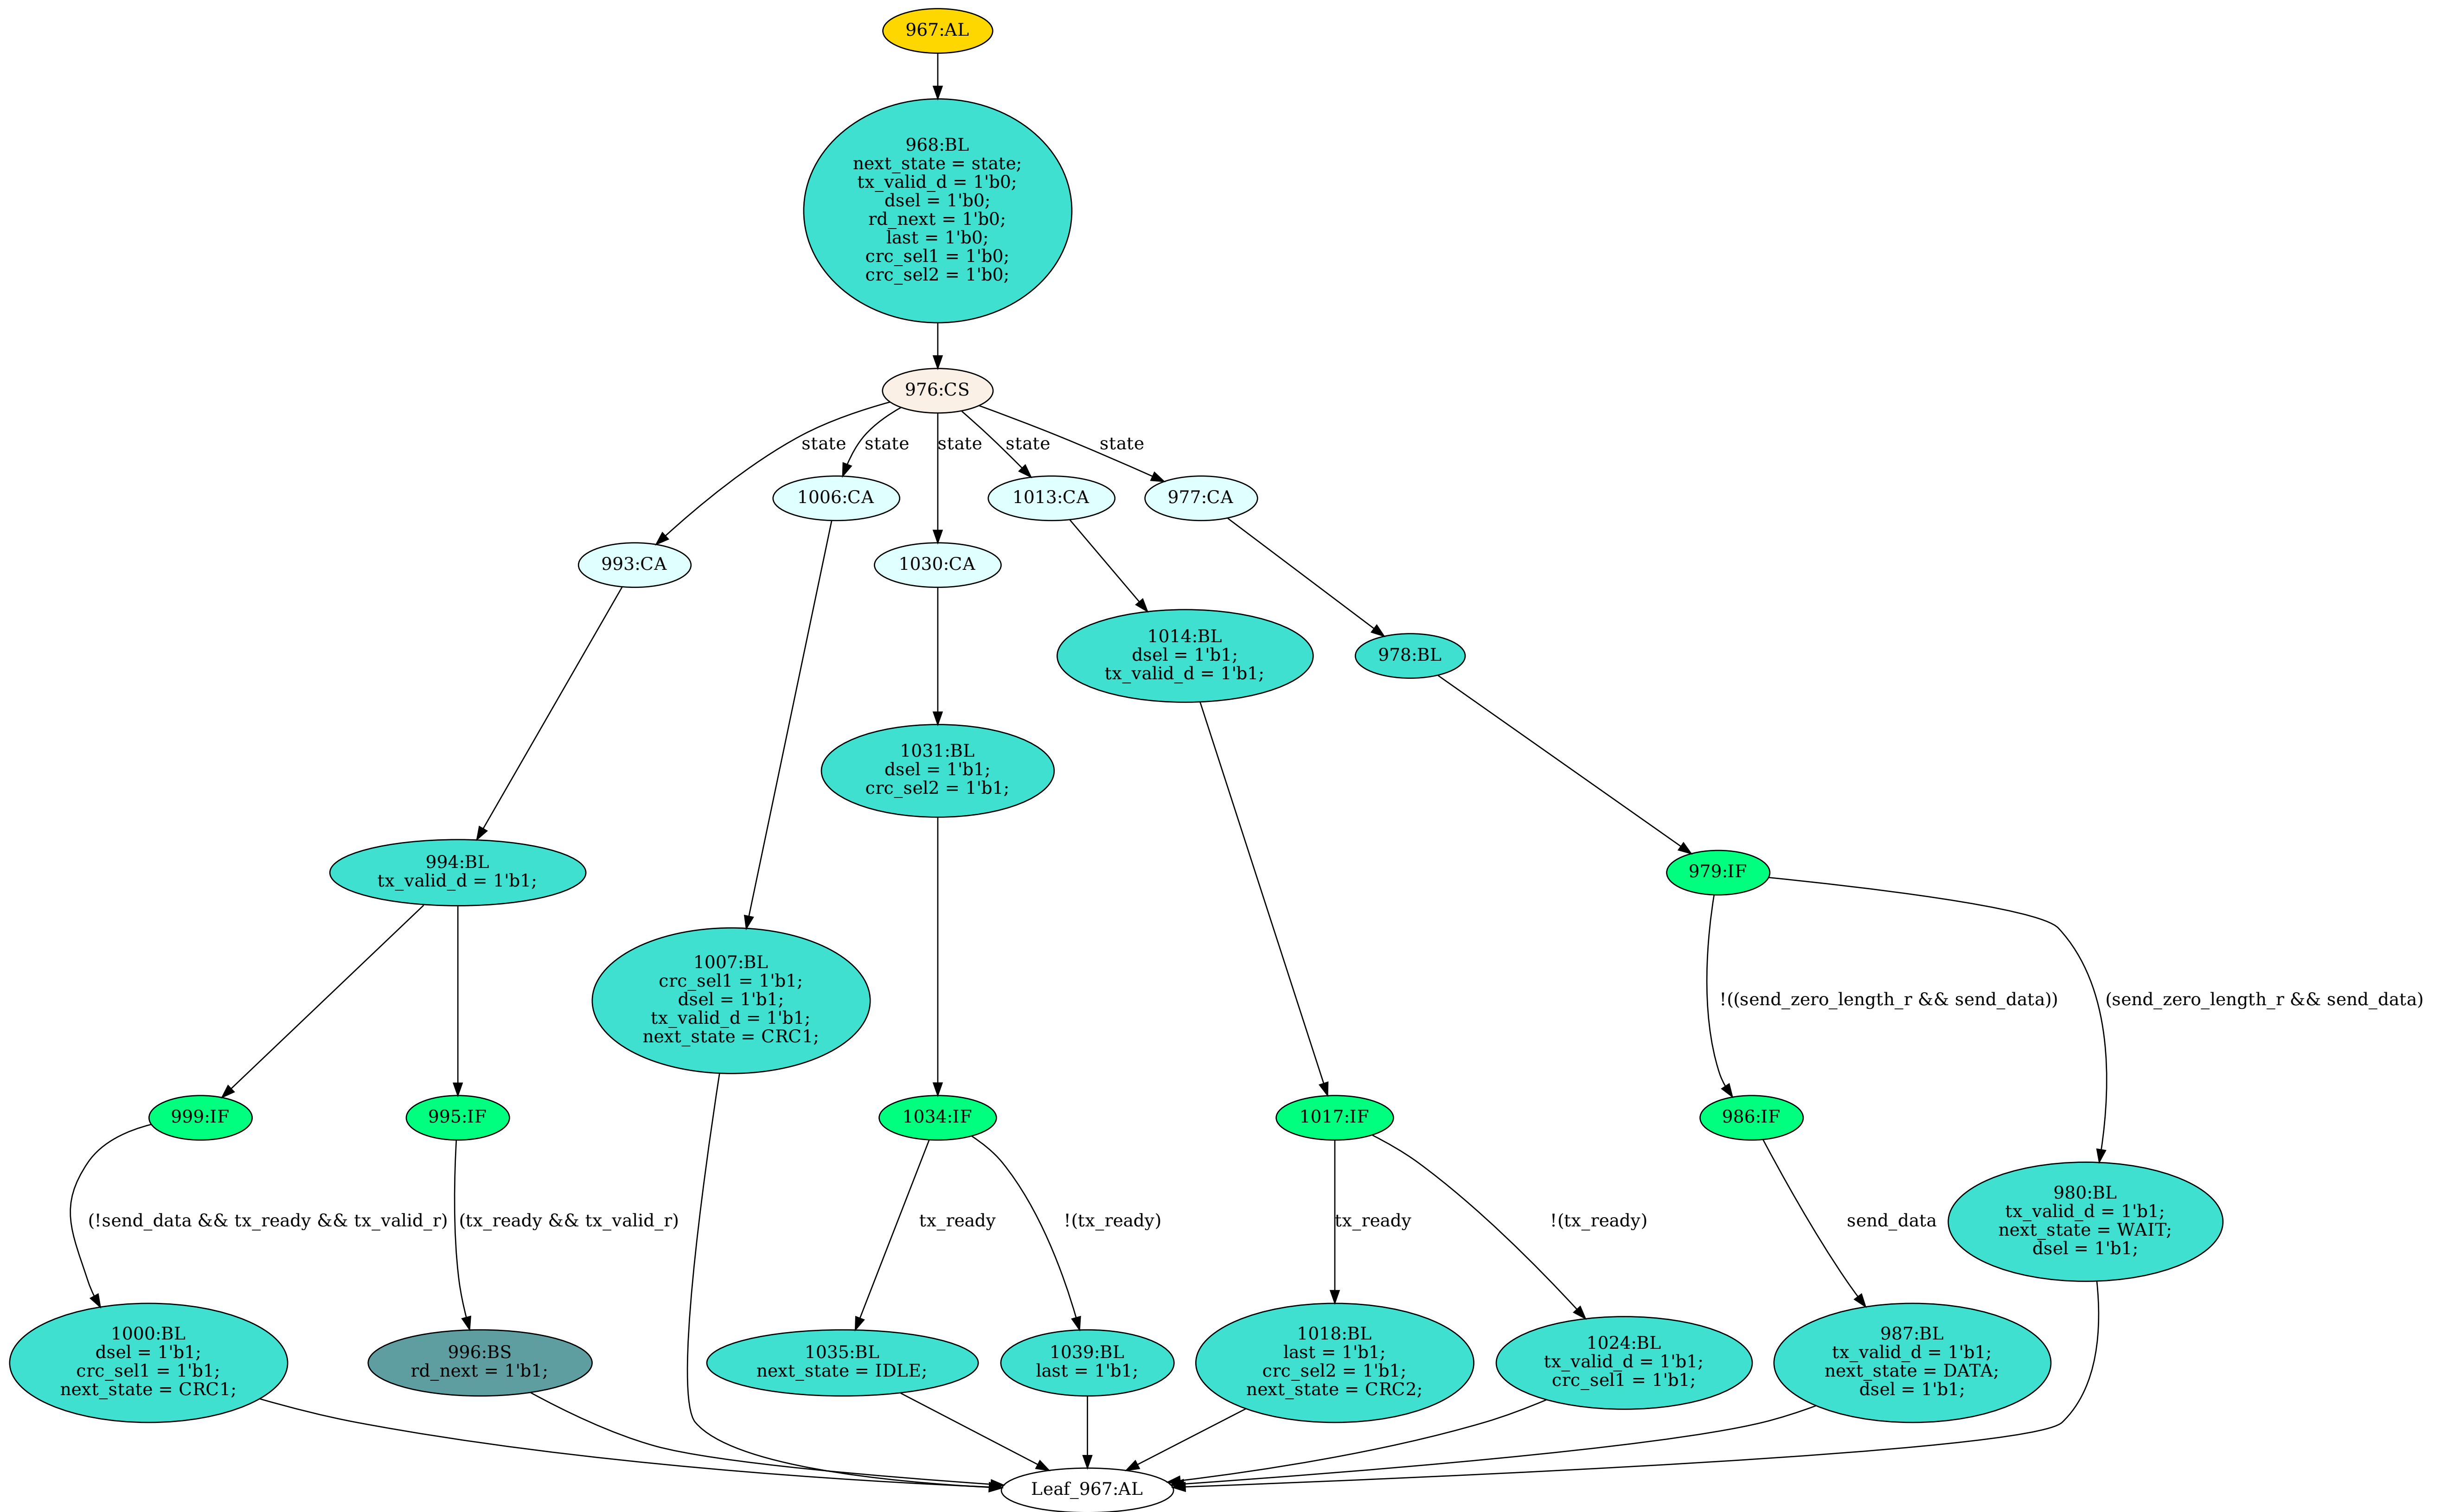 967:AL
968:BL
next_state = state;
tx_valid_d = 1'b0;
dsel = 1'b0;
rd_next = 1'b0;
last = 1'b0;
crc_sel1 = 1'b0;
crc_sel2 = 1'b0;
976:CS
state
state
state
state
state
993:CA
1006:CA
1030:CA
1013:CA
977:CA
1014:BL
dsel = 1'b1;
tx_valid_d = 1'b1;
978:BL
1031:BL
dsel = 1'b1;
crc_sel2 = 1'b1;
994:BL
tx_valid_d = 1'b1;
979:IF
1007:BL
crc_sel1 = 1'b1;
dsel = 1'b1;
tx_valid_d = 1'b1;
next_state = CRC1;
!((send_zero_length_r && send_data))
(send_zero_length_r && send_data)
999:IF
995:IF
1034:IF
1017:IF
986:IF
(!send_data && tx_ready && tx_valid_r)
(tx_ready && tx_valid_r)
tx_ready
!(tx_ready)
tx_ready
!(tx_ready)
send_data
980:BL
tx_valid_d = 1'b1;
next_state = WAIT;
dsel = 1'b1;
1000:BL
dsel = 1'b1;
crc_sel1 = 1'b1;
next_state = CRC1;
996:BS
rd_next = 1'b1;
1035:BL
next_state = IDLE;
1039:BL
last = 1'b1;
1018:BL
last = 1'b1;
crc_sel2 = 1'b1;
next_state = CRC2;
1024:BL
tx_valid_d = 1'b1;
crc_sel1 = 1'b1;
987:BL
tx_valid_d = 1'b1;
next_state = DATA;
dsel = 1'b1;
Leaf_967:AL